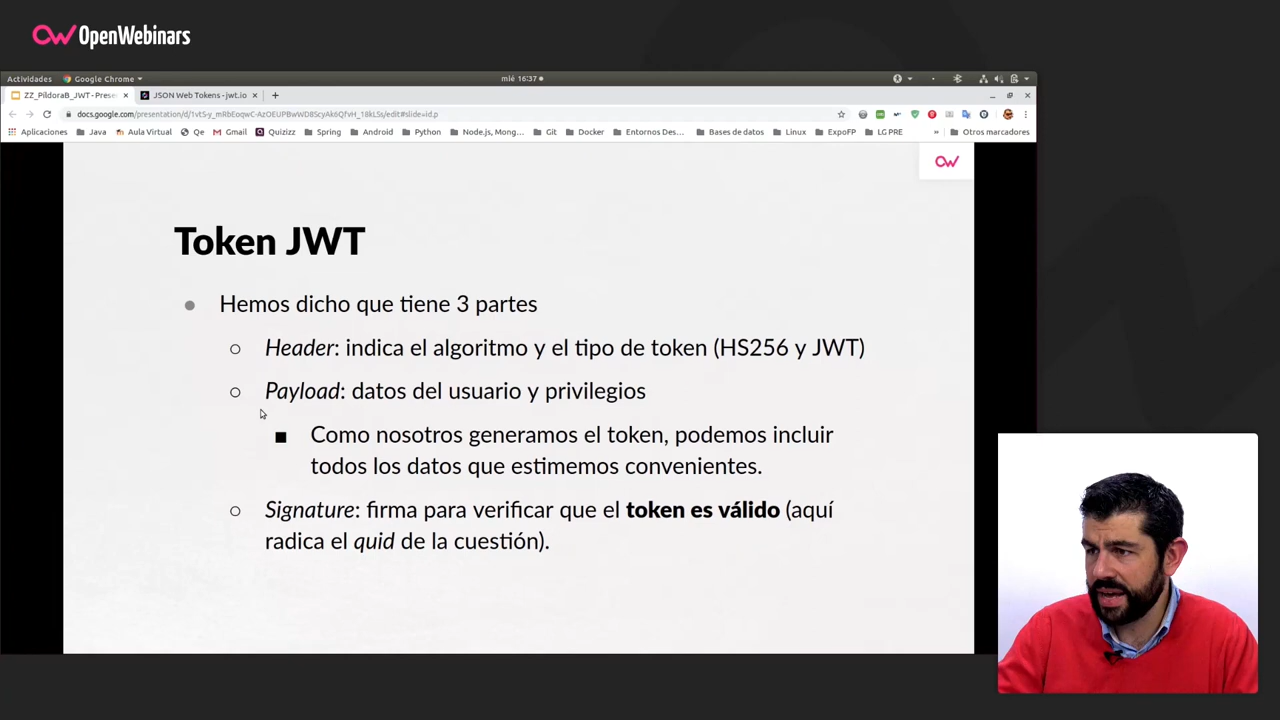 OpenWebinars
Actividades Google Chrome mié 16:37
ZZ_PíldoraB_JWT - Prese JSON Web Tokens - jwt.io
Aplicaciones Java Aula Virtual Qe Gmail Quizizz Spring Android Python Node.js, Mong... Git Docker Entornos Des... Bases de datos Linux ExpoFP LG PRE » Otros marcadores
Token JWT
Hemos dicho que tiene 3 partes
Header: indica el algoritmo y el tipo de token (HS256 y JWT)
Payload: datos del usuario y privilegios
Como nosotros generamos el token, podemos incluir
todos los datos que estimemos convenientes.
Signature: firma para verificar que el token es válido (aquí
radica el quid de la cuestión).